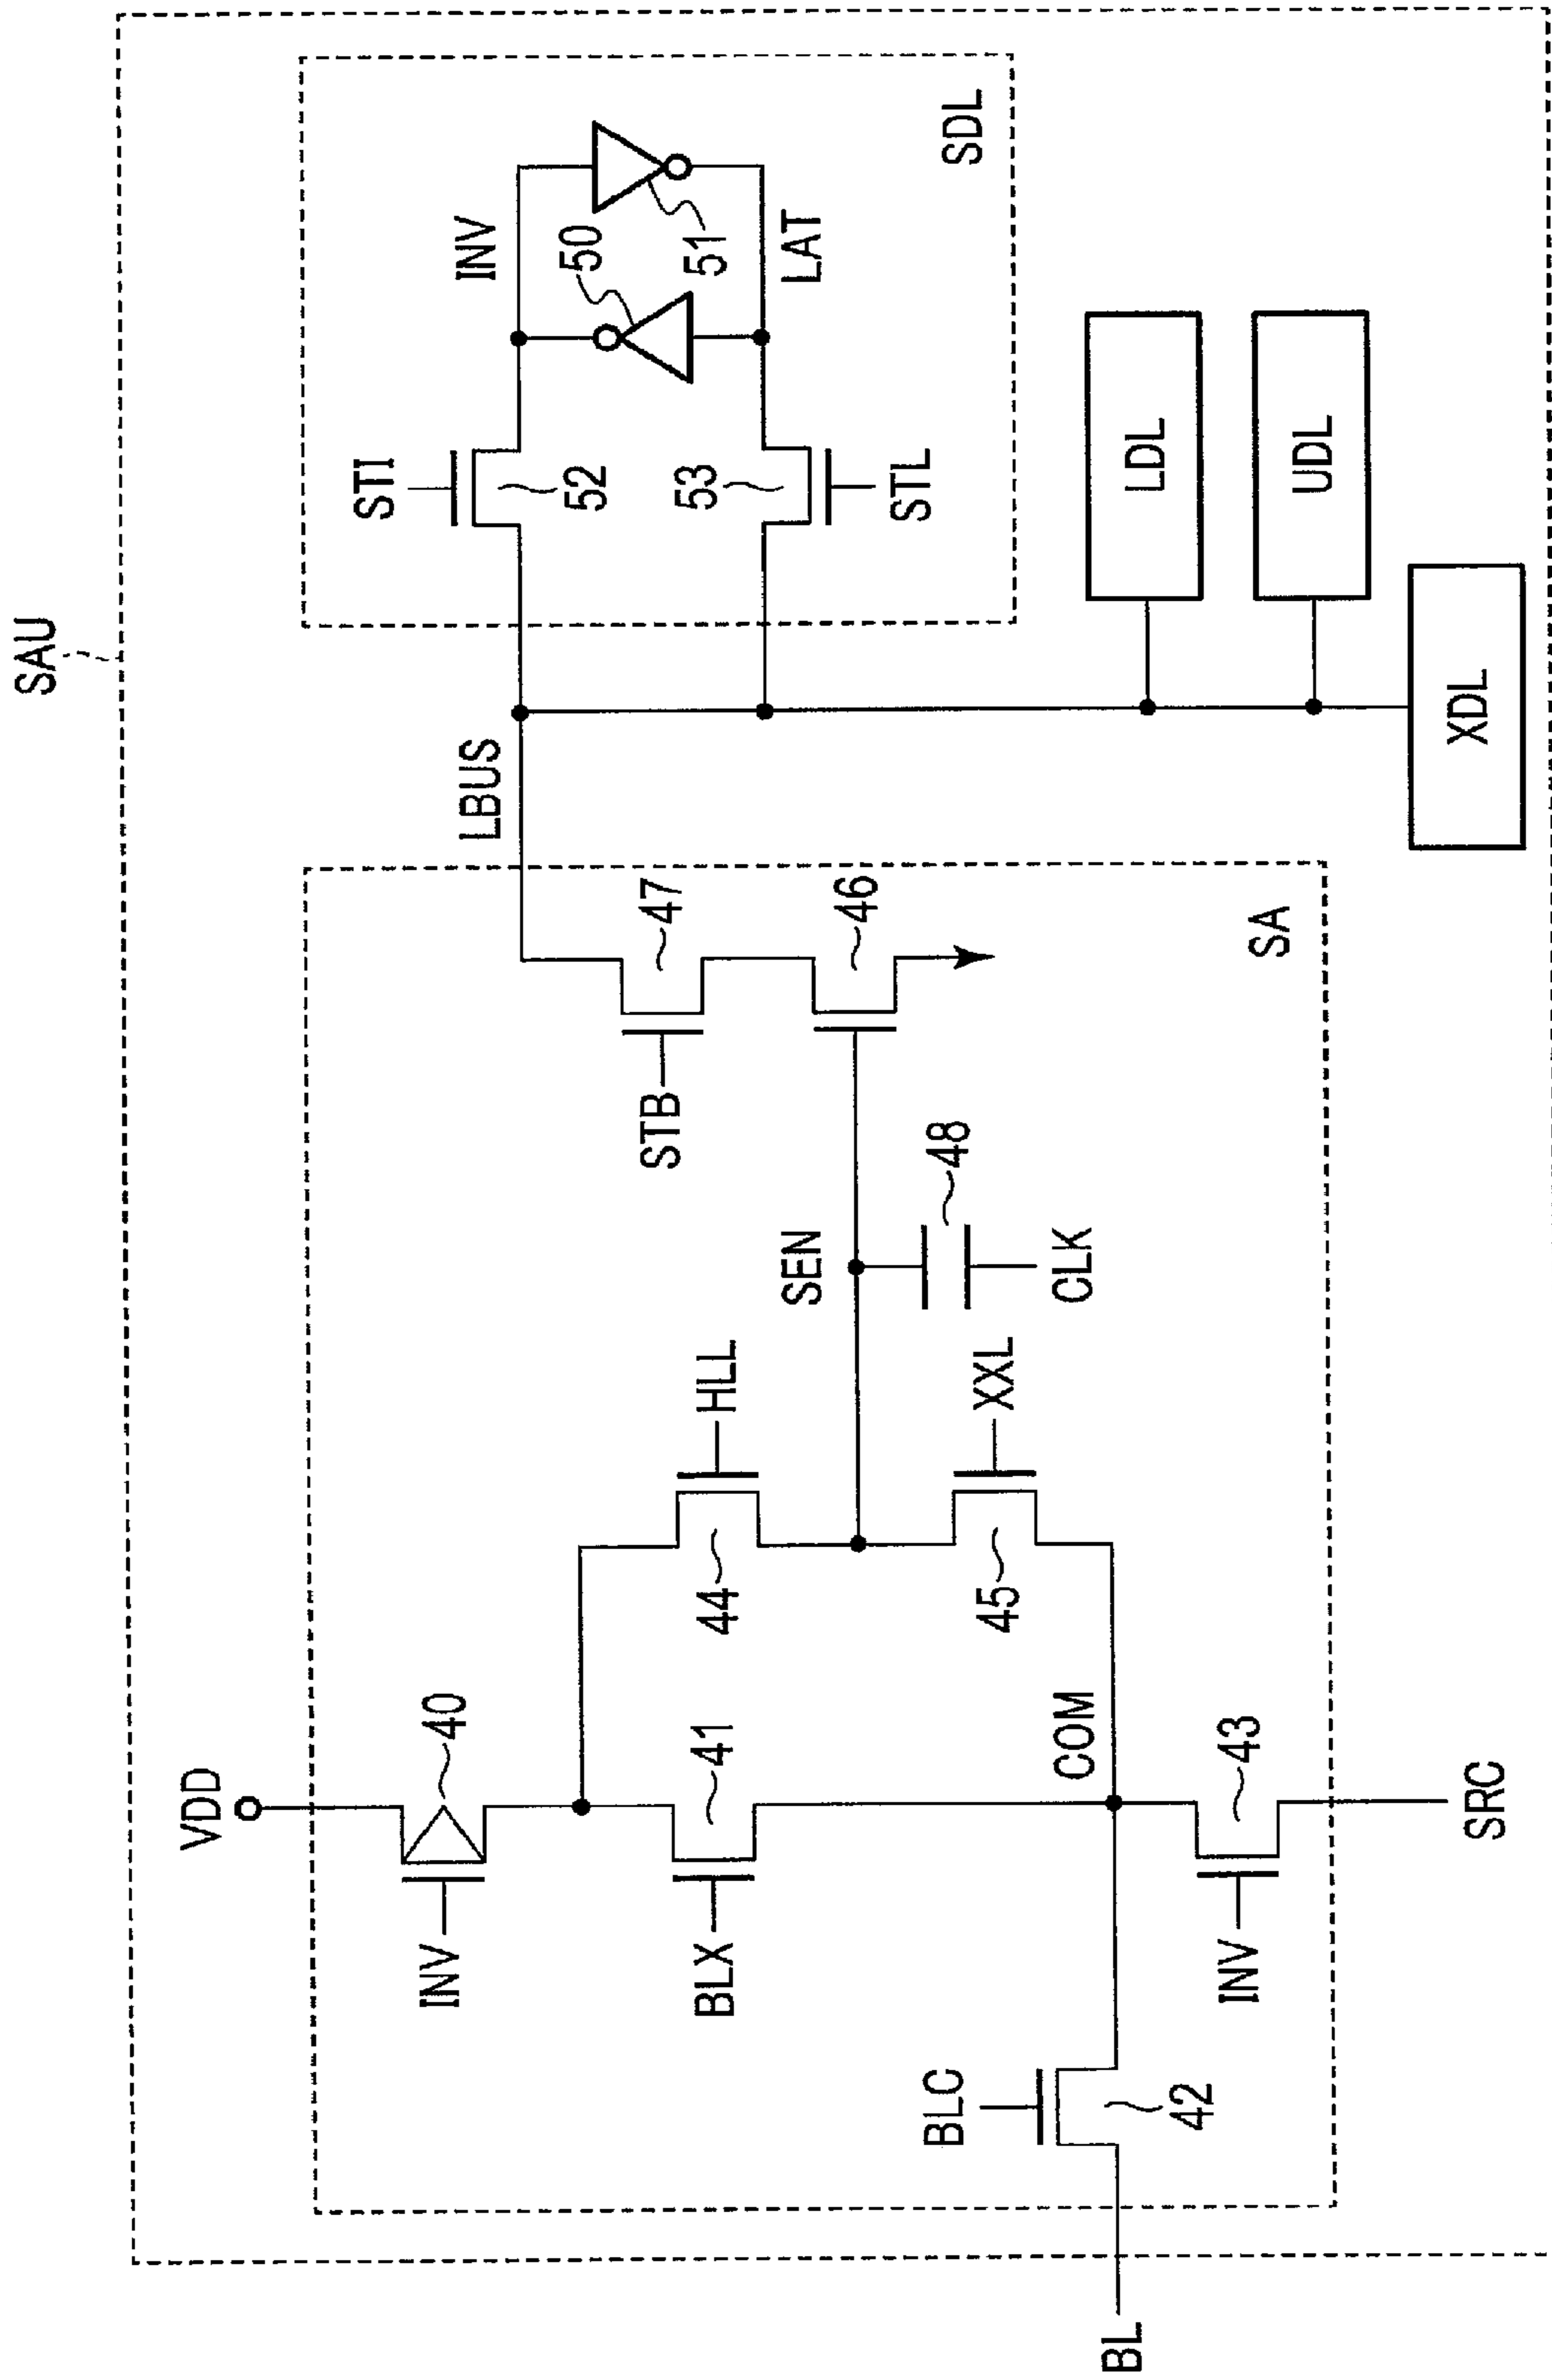 SAU
VDD
INV
40
BLX
41
HLL
44
SEN
STB
47
46
48
CLK
XXL
45
COM
INV
43
SRC
BLC
42
BL
SA
LBUS
STI
52
INV
50
51
LAT
53
STL
SDL
LDL
UDL
XDL